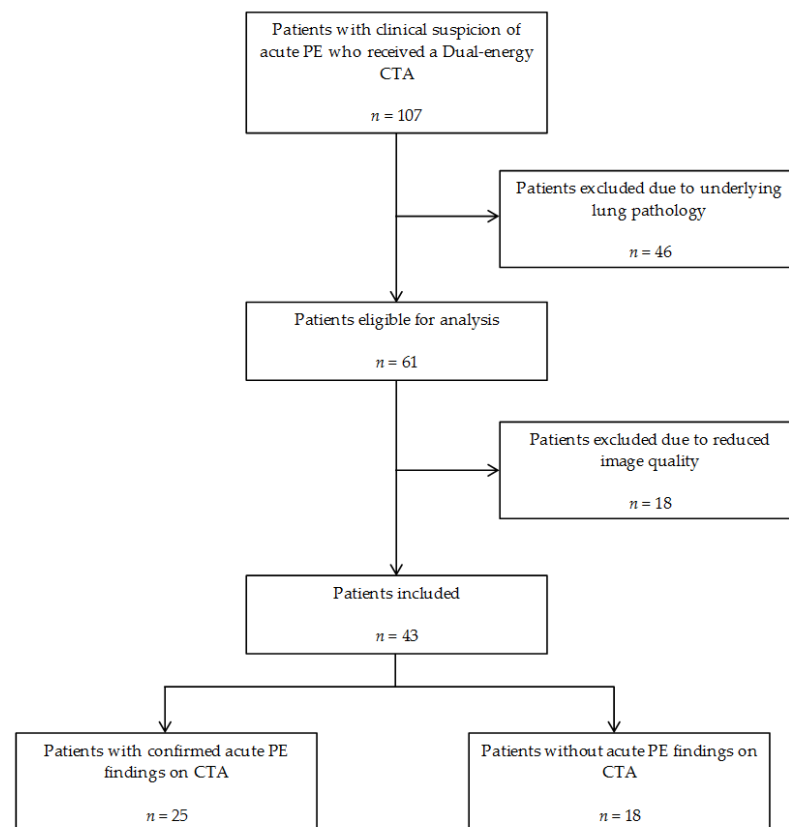 Patients with clinical suspicion of
acute PE who received a Dual-energy
CTA
n = 107
Patients excluded due to underlying
lung pathology
n = 46
Patients eligible for analysis
n = 61
Patients excluded due to reduced
image quality
n = 18
Patients included
n = 43
Patients with confirmed acute PE
findings on CTA
n = 25
Patients without acute PE findings on
CTA
n = 18